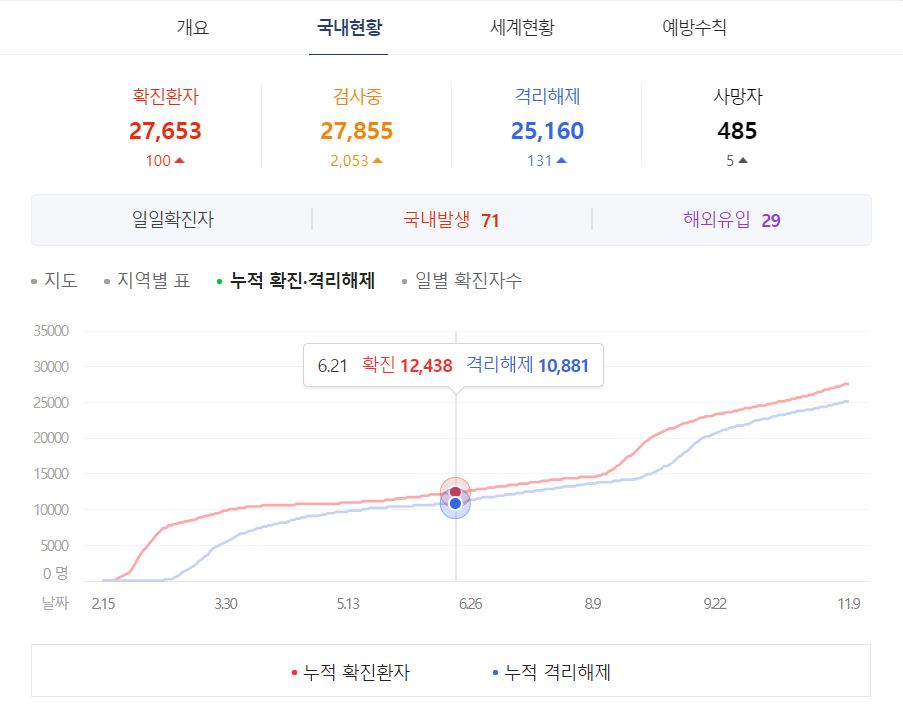 개요 국내현황 세계현황 예방수칙
확진환자 검사중 격리해제 사망자
27,653 27,855 25,160 485
100 2,053 131 5
일일확진자 국내발생 71 해외유입 29
지도 지역별 표 누적 확진·격리해제 일별 확진자수
35000
30000
6.21 확진 12,438 격리해제 10,881
25000
20000
15000
10000
5000
0 명
날짜 2.15 3.30 5.13 6.26 8.9 9.22 11.9
누적 확진환자 누적 격리해제